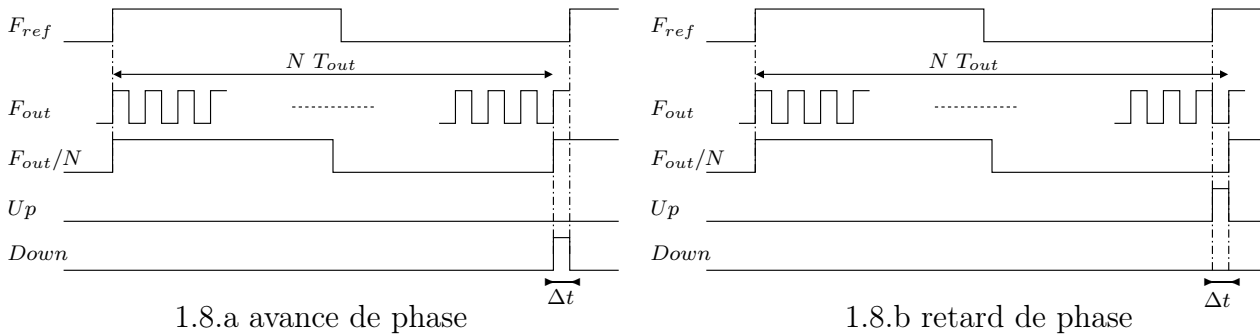 F_ref
N T_out
F_out
F_out/N
Up
Down
Δt
1.8.a avance de phase
F_ref
N T_out
F_out
F_out/N
Up
Down
Δt
1.8.b retard de phase